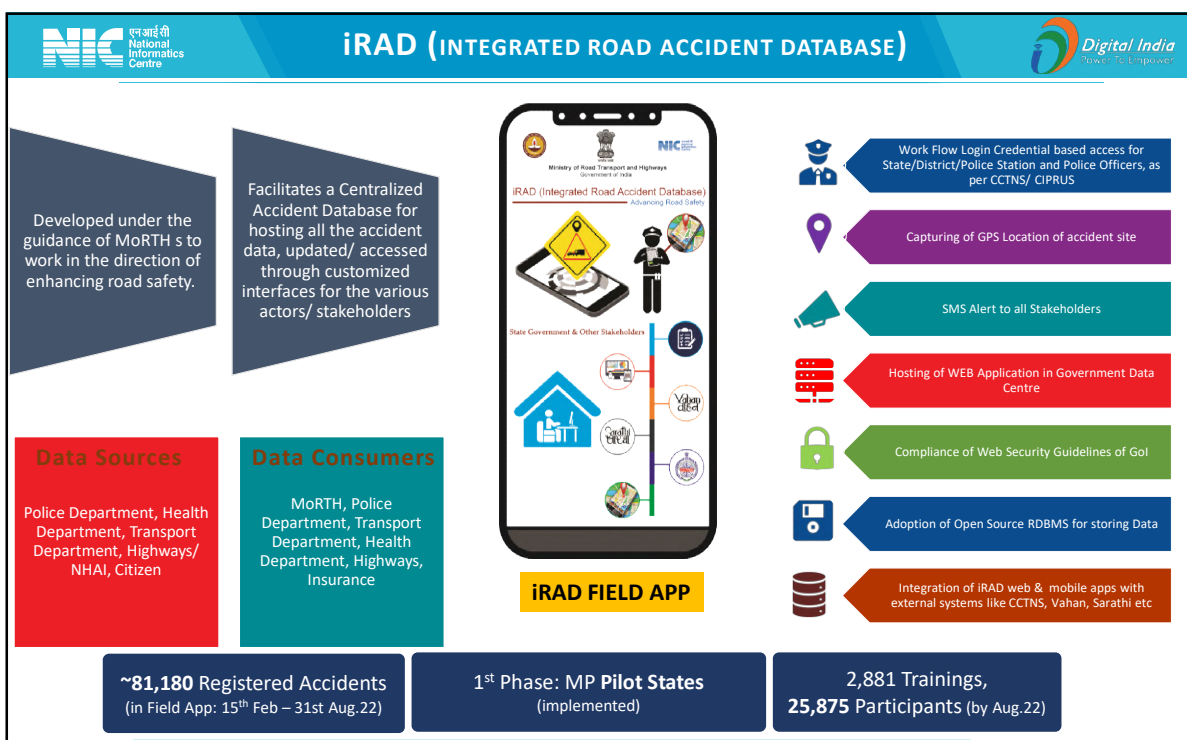 NIC
एन आई सी
National
Informatics
Centre
iRAD (INTEGRATED ROAD ACCIDENT DATABASE)
Digital India
Power To Empower
Developed under the
guidance of MoRTH s to
work in the direction of
enhancing road safety.
Facilitates a Centralized
Accident Database for
hosting all the accident
data, updated/ accessed
through customized
interfaces for the various
actors/ stakeholders
Data Sources
Police Department, Health
Department, Transport
Department, Highways/
NHAI, Citizen
Data Consumers
MoRTH, Police
Department, Transport
Department, Health
Department, Highways,
Insurance
NIC
Ministry of Road Transport and Highways
Government of India
iRAD (Integrated Road Accident Database)
Advancing Road Safety
State Government & Other Stakeholders
Vahan
वाहन
Sarathi
सारथी
iRAD FIELD APP
Work Flow Login Credential based access for
State/District/Police Station and Police Officers, as
per CCTNS/ CIPRUS
Capturing of GPS Location of accident site
SMS Alert to all Stakeholders
Hosting of WEB Application in Government Data
Centre
Compliance of Web Security Guidelines of GoI
Adoption of Open Source RDBMS for storing Data
Integration of iRAD web & mobile apps with
external systems like CCTNS, Vahan, Sarathi etc
~81,180 Registered Accidents
(in Field App: 15th Feb – 31st Aug.22)
1st Phase: MP Pilot States
(implemented)
2,881 Trainings,
25,875 Participants (by Aug.22)